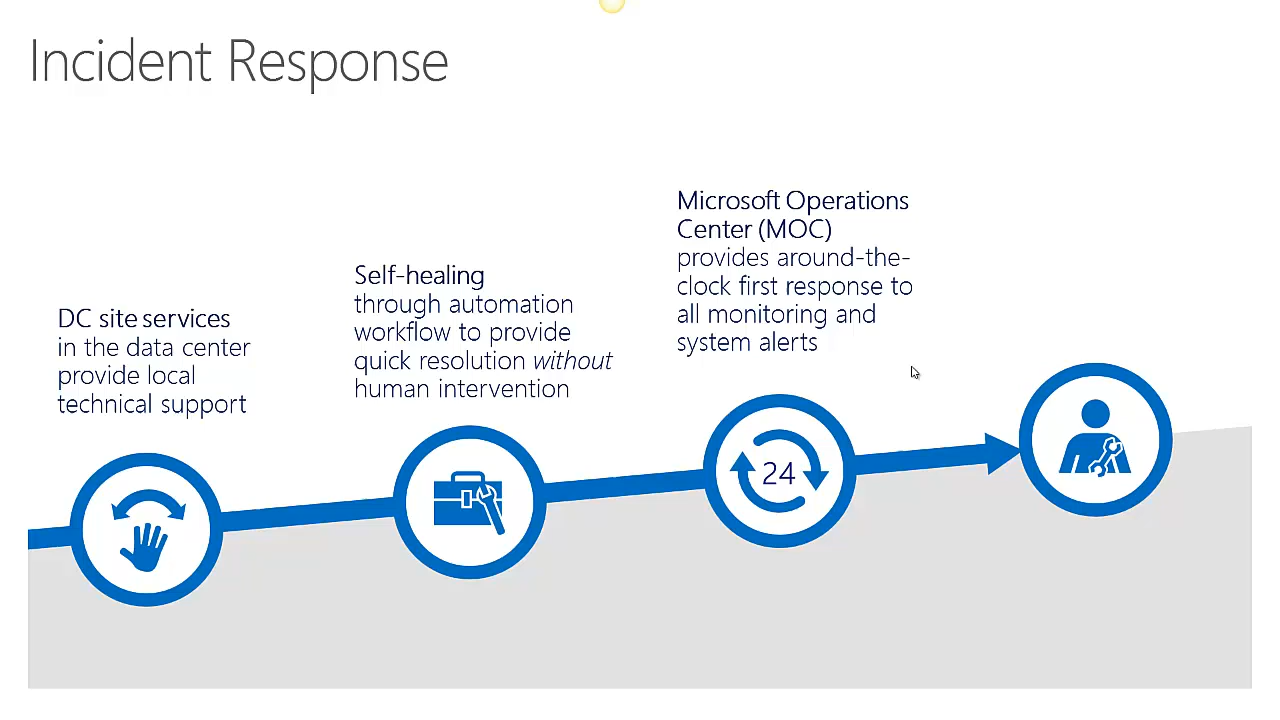 Incident Response
DC site services
in the data center
provide local
technical support
Self-healing
through automation
workflow to provide
quick resolution without
human intervention
Microsoft Operations
Center (MOC)
provides around-the-
clock first response to
all monitoring and
system alerts
24